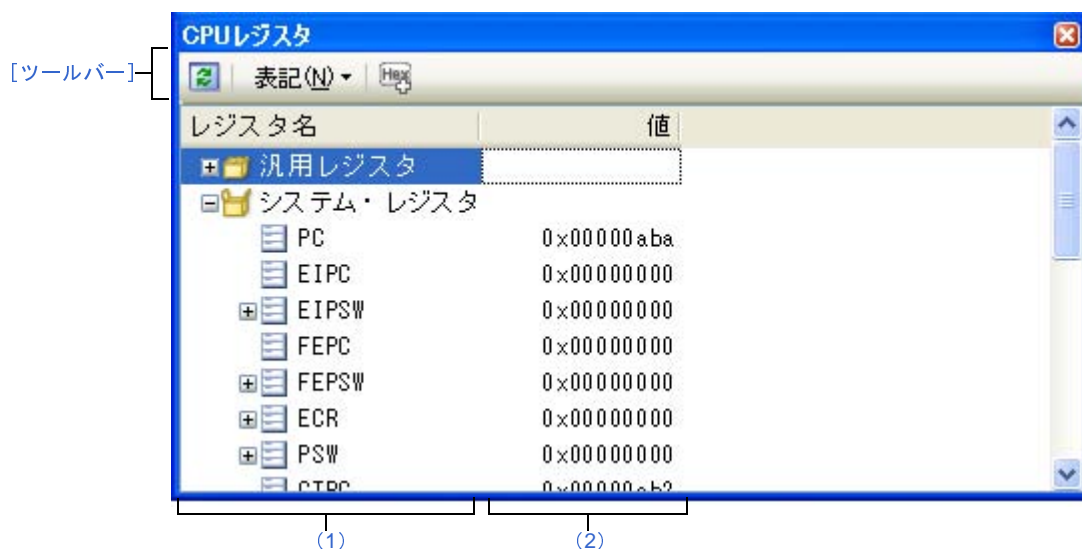 CPUレジスタ
[ツールバー]
表記(N)
Hex
レジスタ名 値
汎用レジスタ
システム・レジスタ
PC 0x00000aba
EIPC 0x00000000
EIPSW 0x00000000
FEPC 0x00000000
FEPSW 0x00000000
ECR 0x00000000
PSW 0x00000000
CTPC 0x00000ab2
(1) (2)